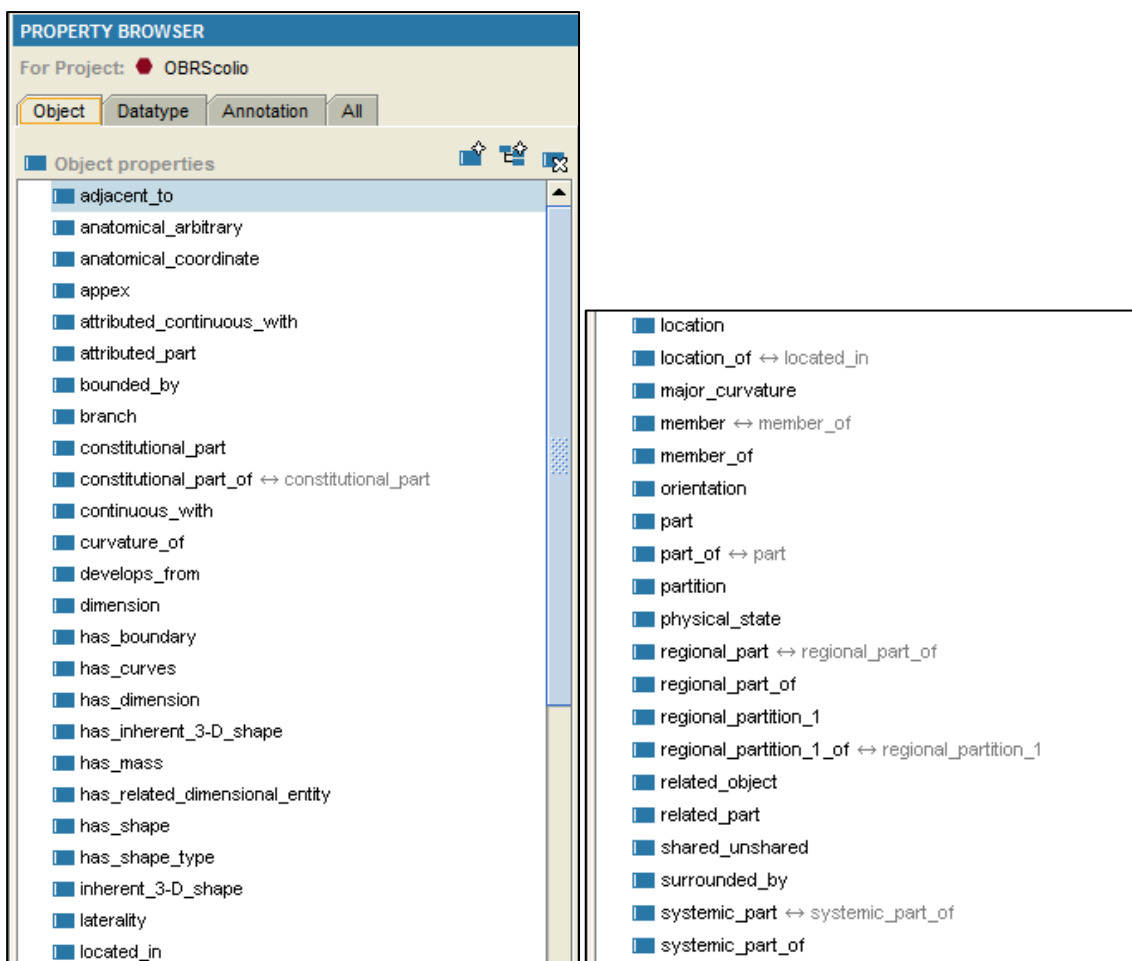 PROPERTY BROWSER
For Project: OBRScolio
Object Datatype Annotation All
Object properties
adjacent_to
anatomical_arbitrary
anatomical_coordinate
appex
attributed_continuous_with
attributed_part
bounded_by
branch
constitutional_part
constitutional_part_of ↔ constitutional_part
continuous_with
curvature_of
develops_from
dimension
has_boundary
has_curves
has_dimension
has_inherent_3-D_shape
has_mass
has_related_dimensional_entity
has_shape
has_shape_type
inherent_3-D_shape
laterality
located_in
location
location_of ↔ located_in
major_curvature
member ↔ member_of
member_of
orientation
part
part_of ↔ part
partition
physical_state
regional_part ↔ regional_part_of
regional_part_of
regional_partition_1
regional_partition_1_of ↔ regional_partition_1
related_object
related_part
shared_unshared
surrounded_by
systemic_part ↔ systemic_part_of
systemic_part_of